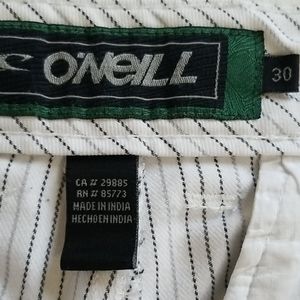 O'NEILL
30
CA # 29885
RN # 85773
MADE IN INDIA
HECHO EN INDIA